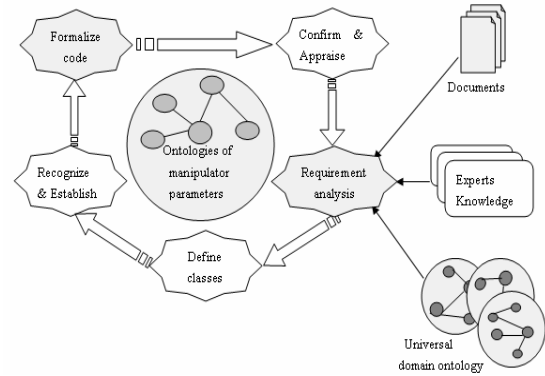 Formalize
code
Confirm &
Appraise
Documents
Ontologies of
manipulator
parameters
Recognize
& Establish
Requirement
analysis
Experts
Knowledge
Define
classes
Universal
domain ontology